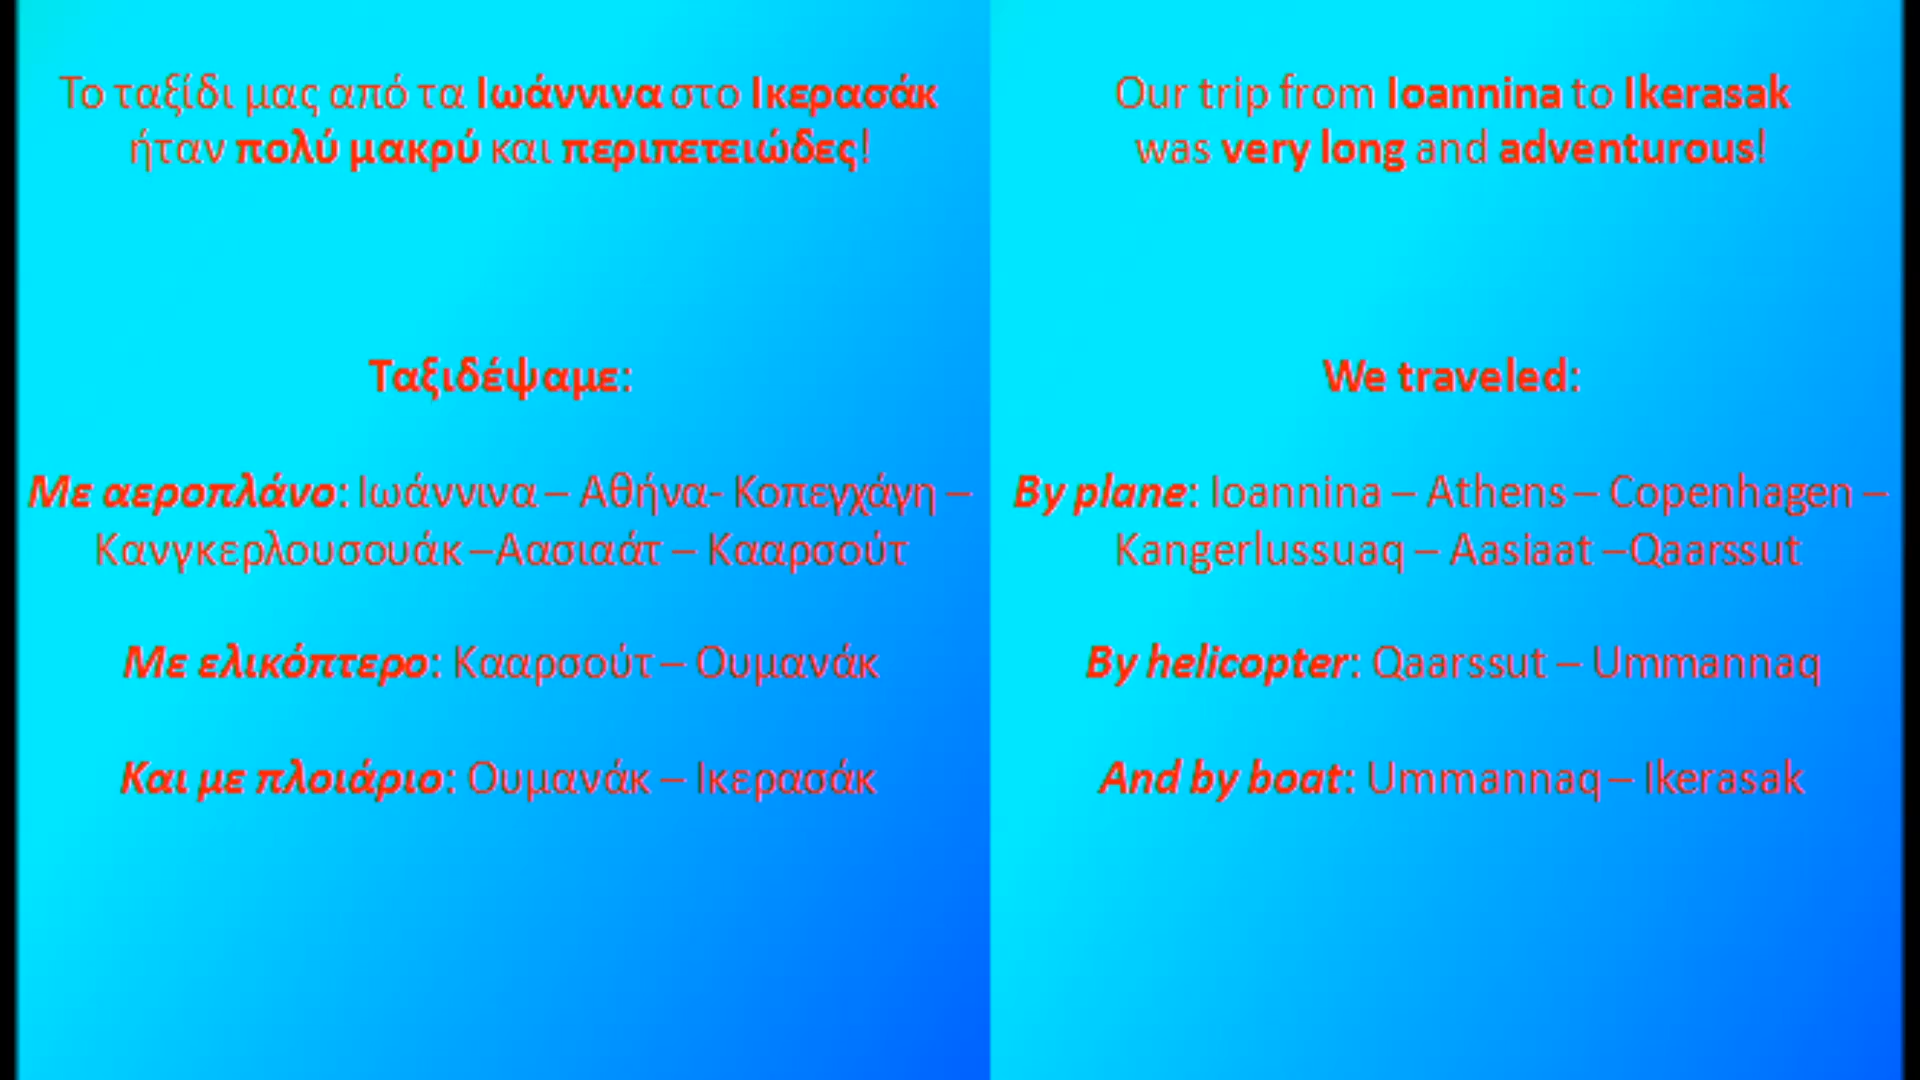 Το ταξίδι μας από τα Ιωάννινα στο Ικερασάκ
ήταν πολύ μακρύ και περιπετειώδες!
Ταξιδέψαμε:
Με αεροπλάνο: Ιωάννινα – Αθήνα- Κοπεγχάγη –
Κανγκερλουσουάκ –Αασιαάτ – Κααρσούτ
Με ελικόπτερο: Κααρσούτ – Ουμανάκ
Και με πλοιάριο: Ουμανάκ – Ικερασάκ
Our trip from Ioannina to Ikerasak
was very long and adventurous!
We traveled:
By plane: Ioannina – Athens – Copenhagen –
Kangerlussuaq – Aasiaat –Qaarssut
By helicopter: Qaarssut – Ummannaq
And by boat: Ummannaq – Ikerasak